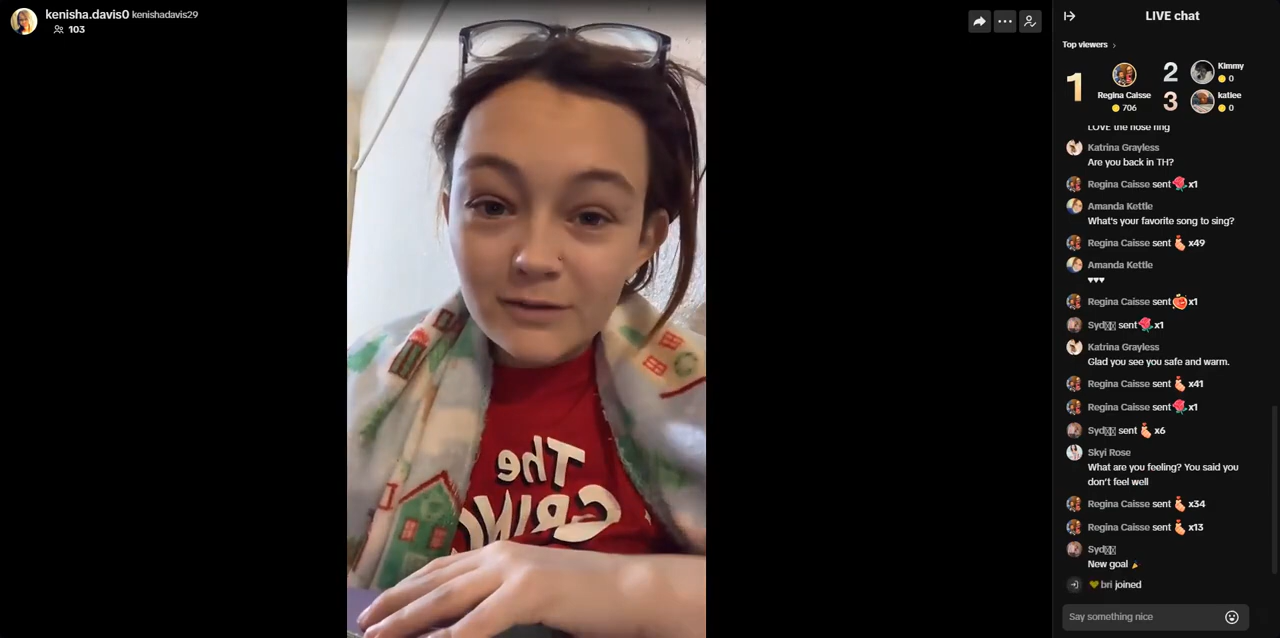 kenisha.davis0 kenishadavis29
103
LIVE chat
Top viewers
1
Regina Caisse
706
2
Kimmy
0
3
katiee
0
LOVE the nose ring
Katrina Grayless
Are you back in TH?
Regina Caisse sent x1
Amanda Kettle
What's your favorite song to sing?
Regina Caisse sent x49
Amanda Kettle
♥♥♥
Regina Caisse sent x1
Syd sent x1
Katrina Grayless
Glad you see you safe and warm.
Regina Caisse sent x41
Regina Caisse sent x1
Syd sent x6
Skyi Rose
What are you feeling? You said you
don't feel well
Regina Caisse sent x34
Regina Caisse sent x13
Syd
New goal
bri joined
Say something nice
The